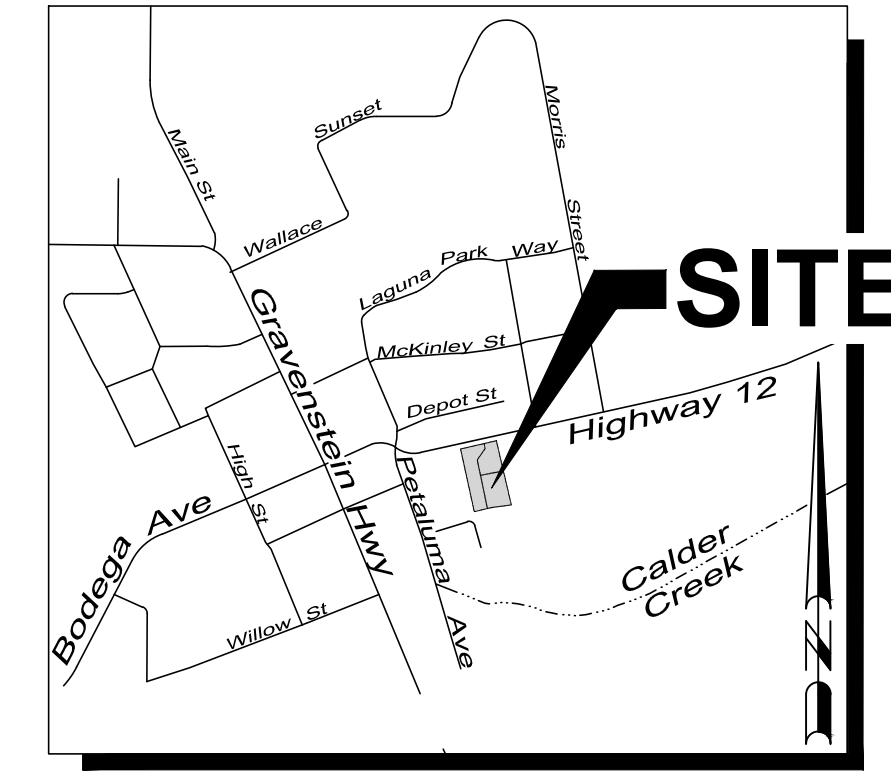 Sunset
Morris
Street
Main St
Wallace
Laguna Park Way
SITE
Gravenstein Hwy
McKinley St
Depot St
Highway 12
High St
Petaluma Ave
Bodega Ave
Calder
Creek
Willow St
N